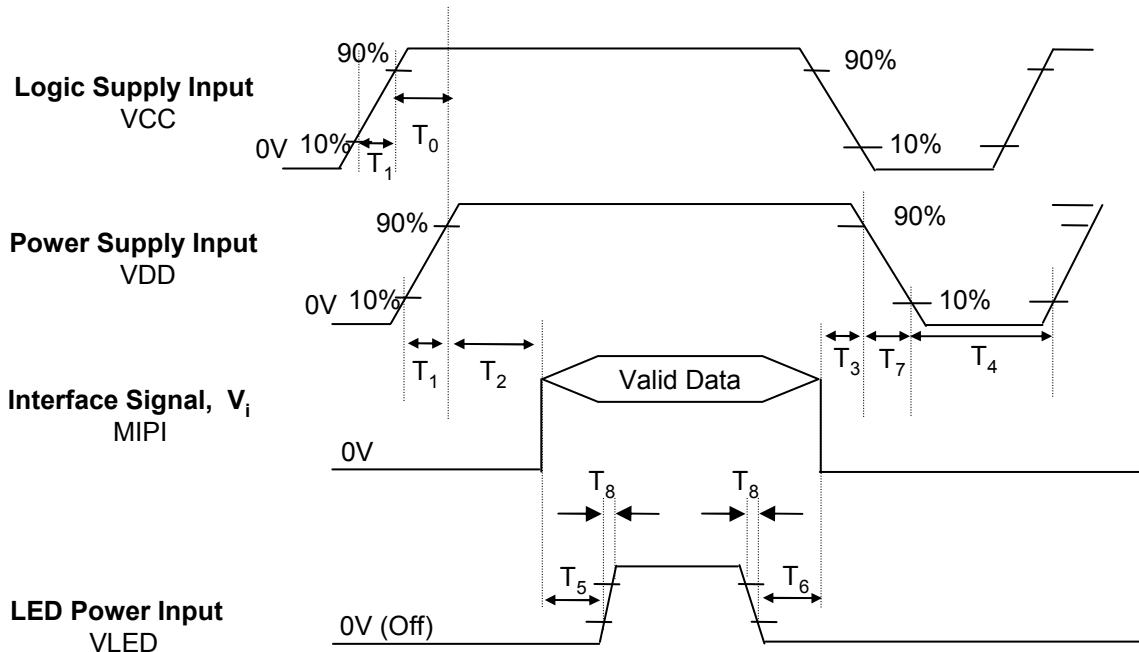 Logic Supply Input
VCC
0V
10%
90%
T1
T0
90%
10%
Power Supply Input
VDD
0V
10%
90%
T1
T2
90%
10%
T3
T7
T4
Interface Signal, Vi
MIPI
0V
Valid Data
T8
T8
LED Power Input
VLED
0V (Off)
T5
T6